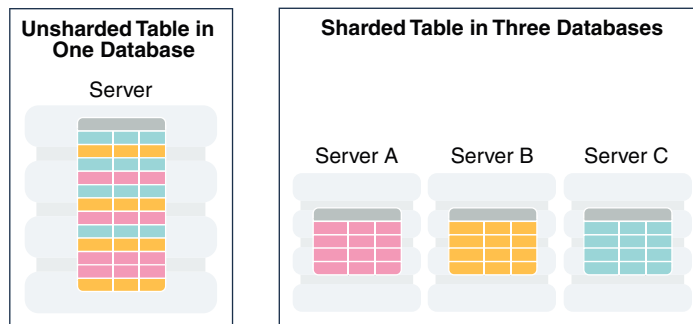 Unsharded Table in
One Database
Server
Sharded Table in Three Databases
Server A
Server B
Server C